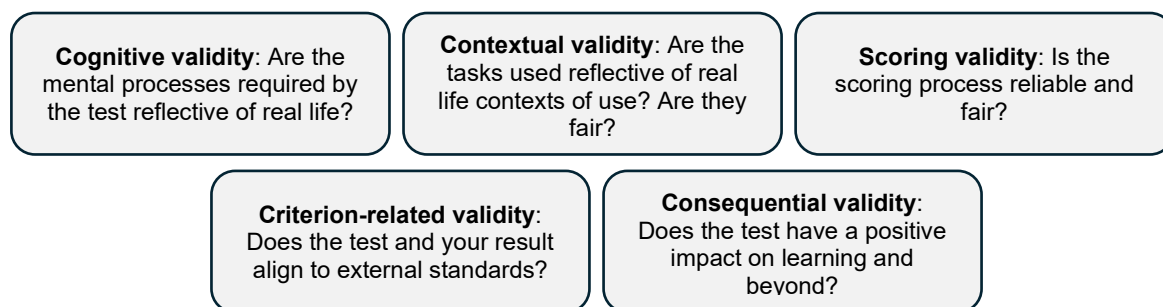 Cognitive validity: Are the
mental processes required by
the test reflective of real life?
Contextual validity: Are the
tasks used reflective of real
life contexts of use? Are they
fair?
Scoring validity: Is the
scoring process reliable and
fair?
Criterion-related validity:
Does the test and your result
align to external standards?
Consequential validity:
Does the test have a positive
impact on learning and
beyond?